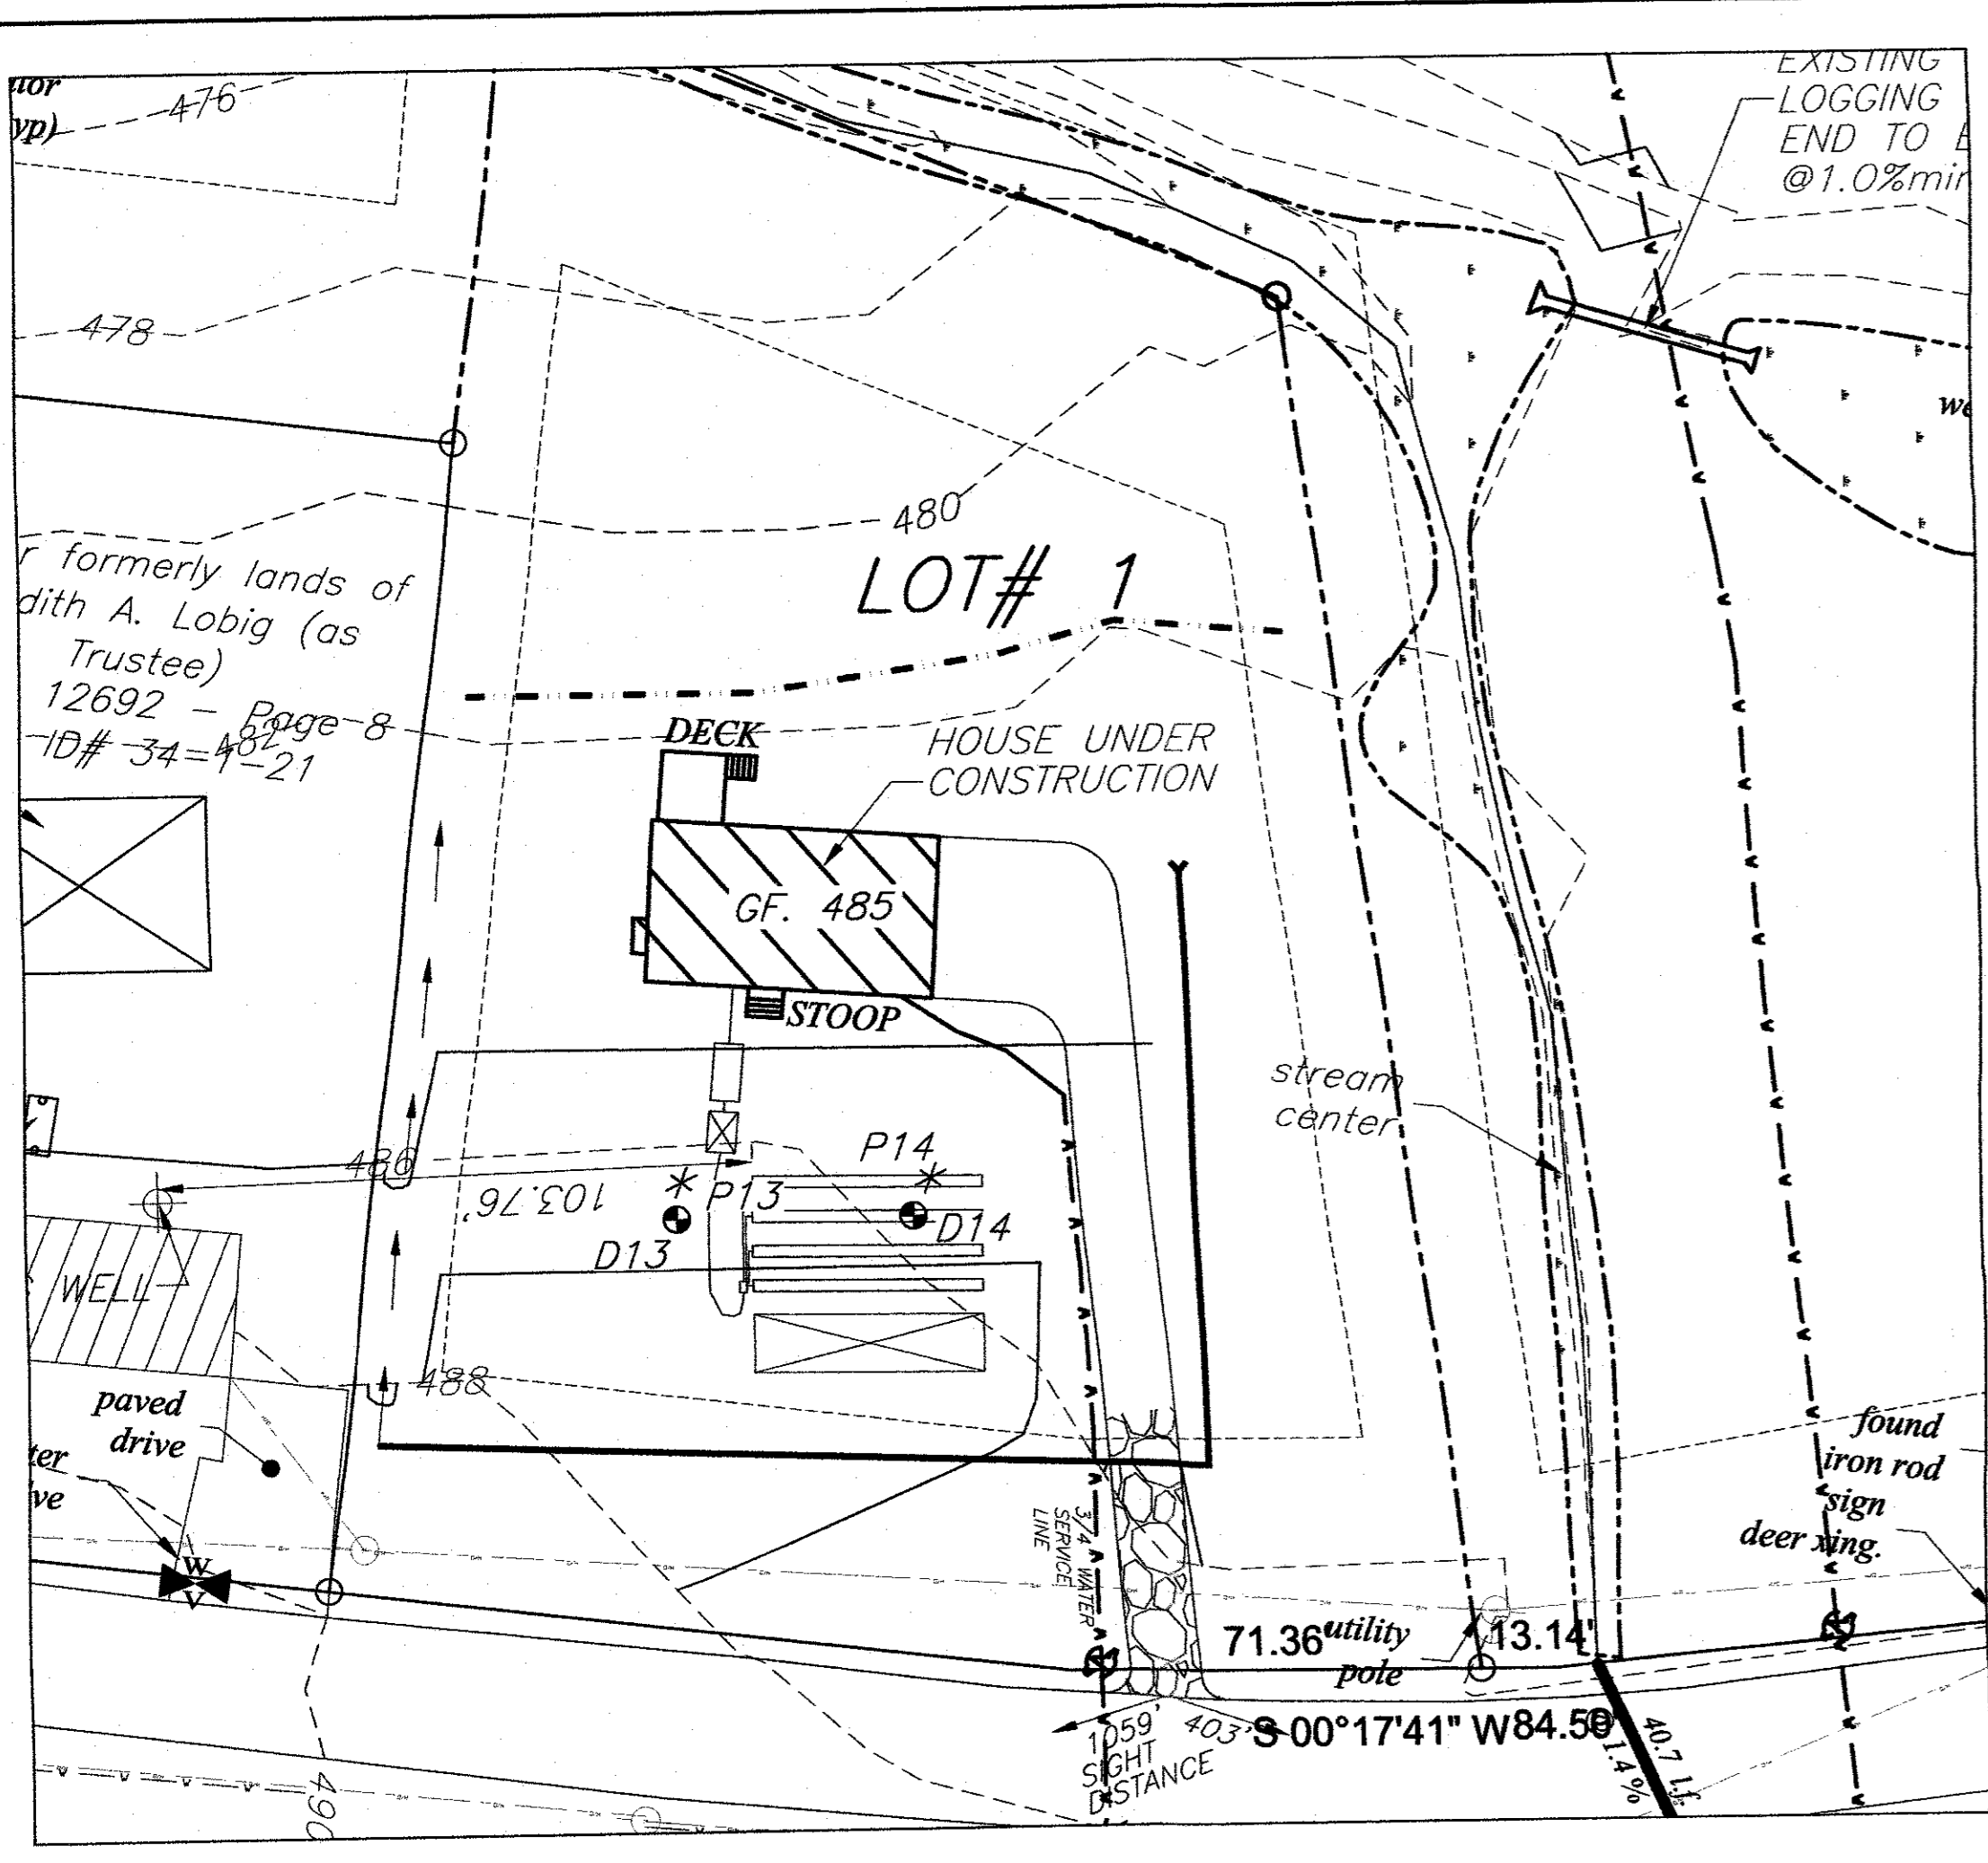 476
EXISTING
LOGGING
END TO
@1.0%min
478
480
LOT# 1
formerly lands of
A. Lobig (as
Trustee)
12692 - Page 8
482
ID# 34-1-21
DECK
HOUSE UNDER
CONSTRUCTION
GF. 485
STOOP
stream
center
486
103.76'
P14
P13
D14
D13
WELL
488
paved
drive
found
iron rod
sign
deer xing.
3/4 WATER
SERVICE
LINE
W
V
71.36
utility
pole
13.14'
S 00°17'41" W84.50
1059'
SIGHT
DISTANCE
403'
40.7 l.f.
1.4%
490